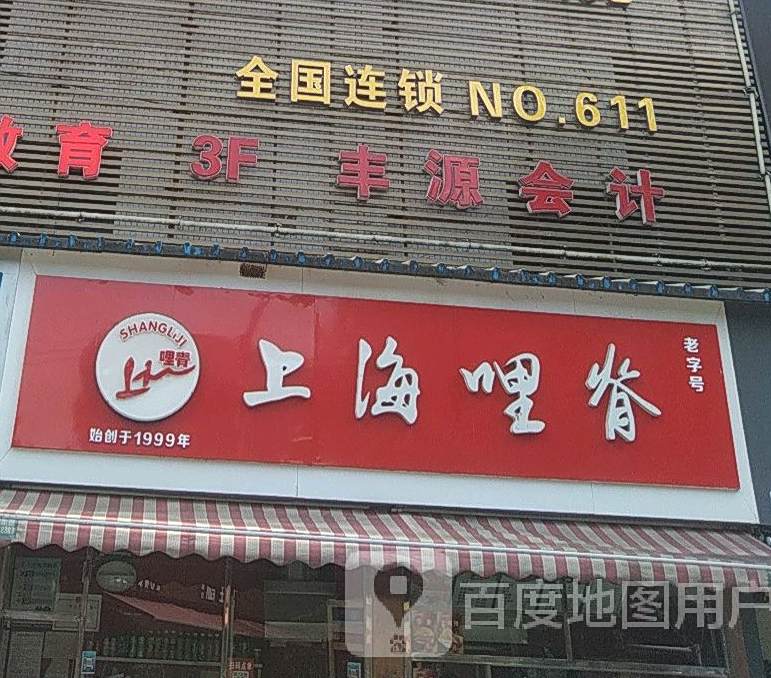 全国连锁 NO.611
教育 3F 丰源会计
SHANGLIJI
哩脊
上海哩脊
老字号
始创于1999年
百度地图用户